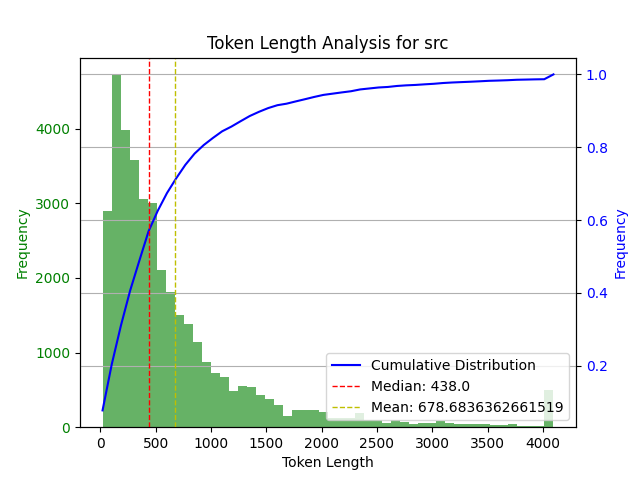 Token Length Analysis for src
4000
3000
2000
1000
0
Frequency
1.0
0.8
0.6
0.4
0.2
Frequency
Cumulative Distribution
Median: 438.0
Mean: 678.6836362661519
0 500 1000 1500 2000 2500 3000 3500 4000
Token Length